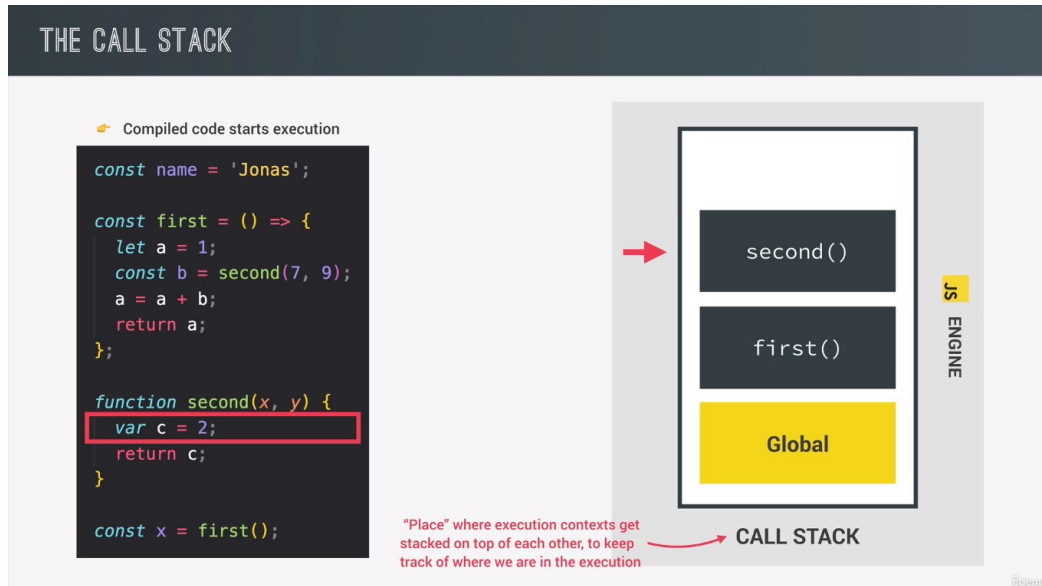 THE CALL STACK
👉 Compiled code starts execution
const name = 'Jonas';
const first = () => {
let a = 1;
const b = second(7, 9);
a = a + b;
return a;
};
function second(x, y) {
var c = 2;
return c;
}
const x = first();
second()
first()
Global
JS ENGINE
CALL STACK
"Place" where execution contexts get
stacked on top of each other, to keep
track of where we are in the execution